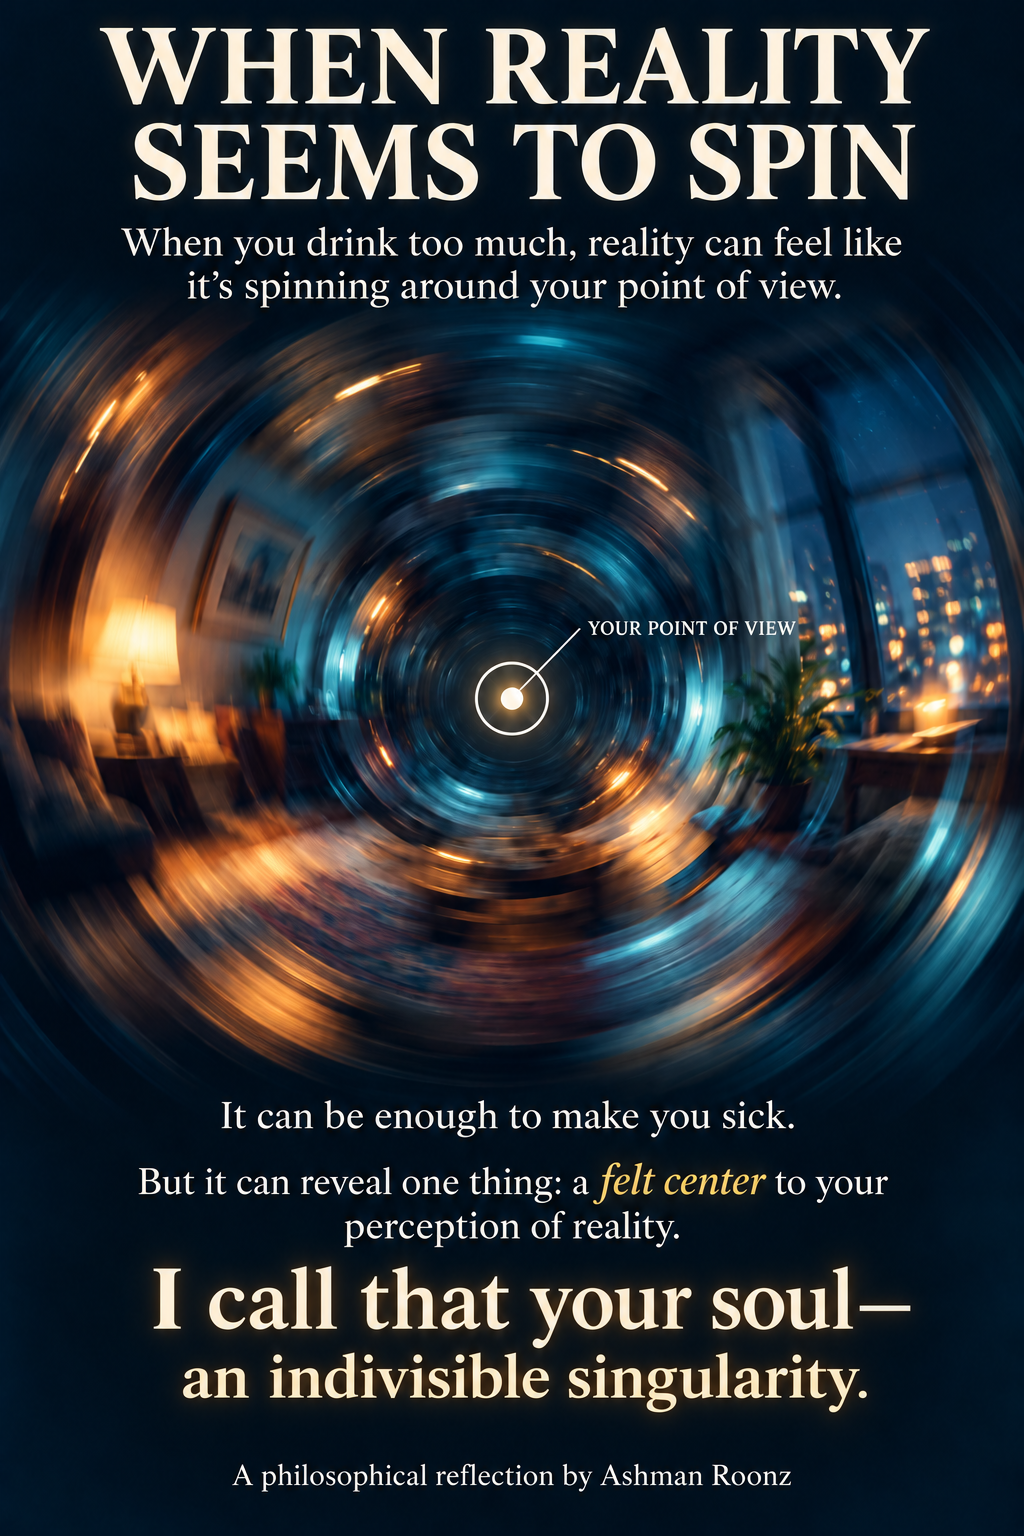 WHEN REALITY
SEEMS TO SPIN
When you drink too much, reality can feel like
it’s spinning around your point of view.
YOUR POINT OF VIEW
It can be enough to make you sick.
But it can reveal one thing: a felt center to your
perception of reality.
I call that your soul—
an indivisible singularity.
A philosophical reflection by Ashman Roonz